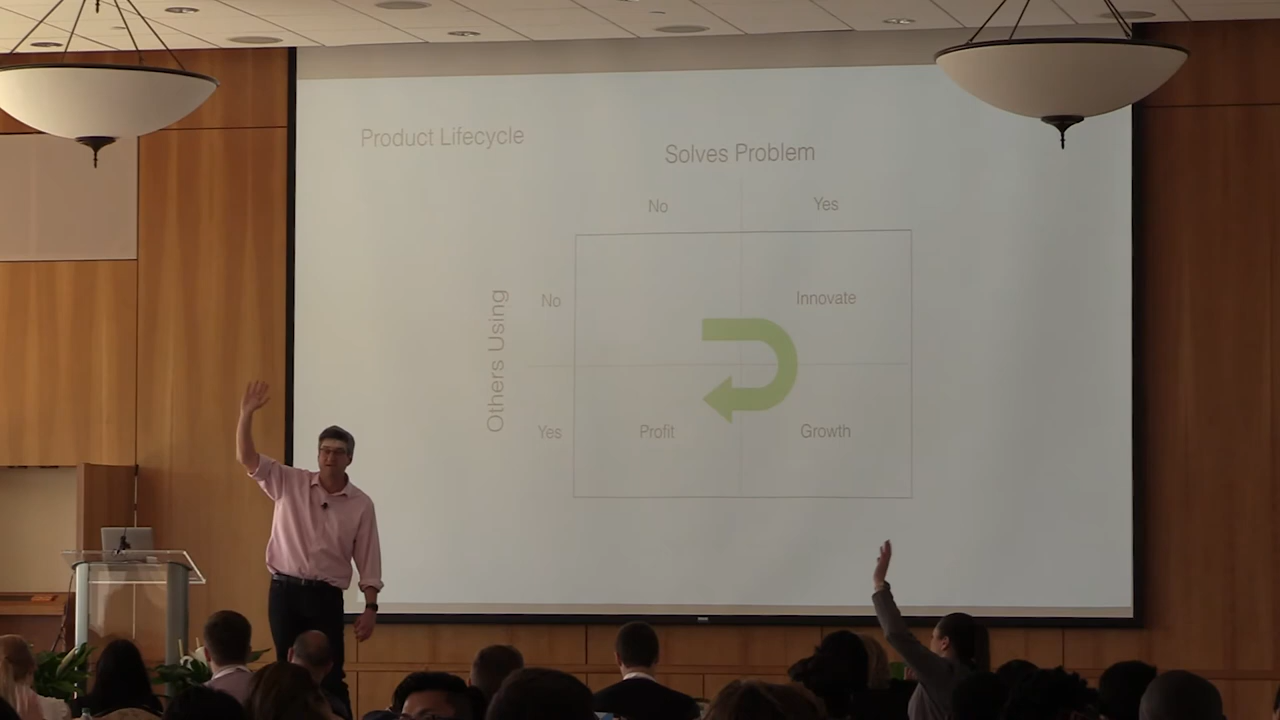 Product Lifecycle
Solves Problem
No Yes
Others Using
No
Innovate
Yes
Profit
Growth